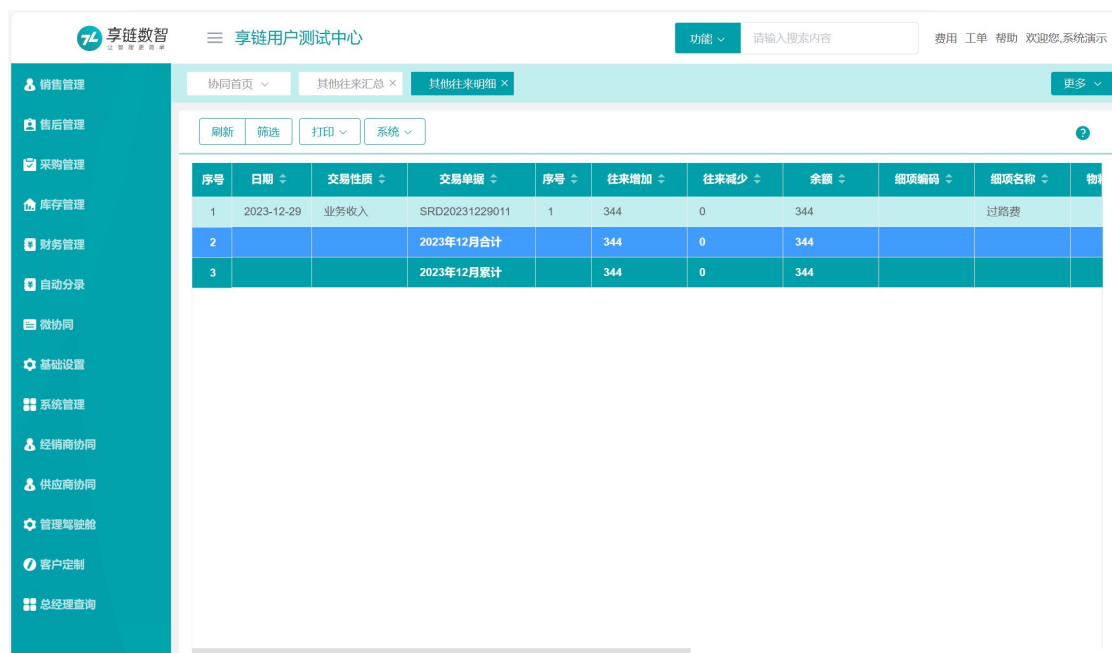 享链数智
让管理更简单
享链用户测试中心
功能
请输入搜索内容
费用 工单 帮助 欢迎您,系统演示
销售管理
售后管理
采购管理
库存管理
财务管理
自动分录
微协同
基础设置
系统管理
经销商协同
供应商协同
管理驾驶舱
客户定制
总经理查询
协同首页 其他往来汇总 × 其他往来明细 ×
更多
刷新 筛选 打印 系统
?
序号 日期 交易性质 交易单据 序号 往来增加 往来减少 余额 细项编码 细项名称
1 2023-12-29 业务收入 SRD20231229011 1 344 0 344 过路费
2 2023年12月合计 344 0 344
3 2023年12月累计 344 0 344